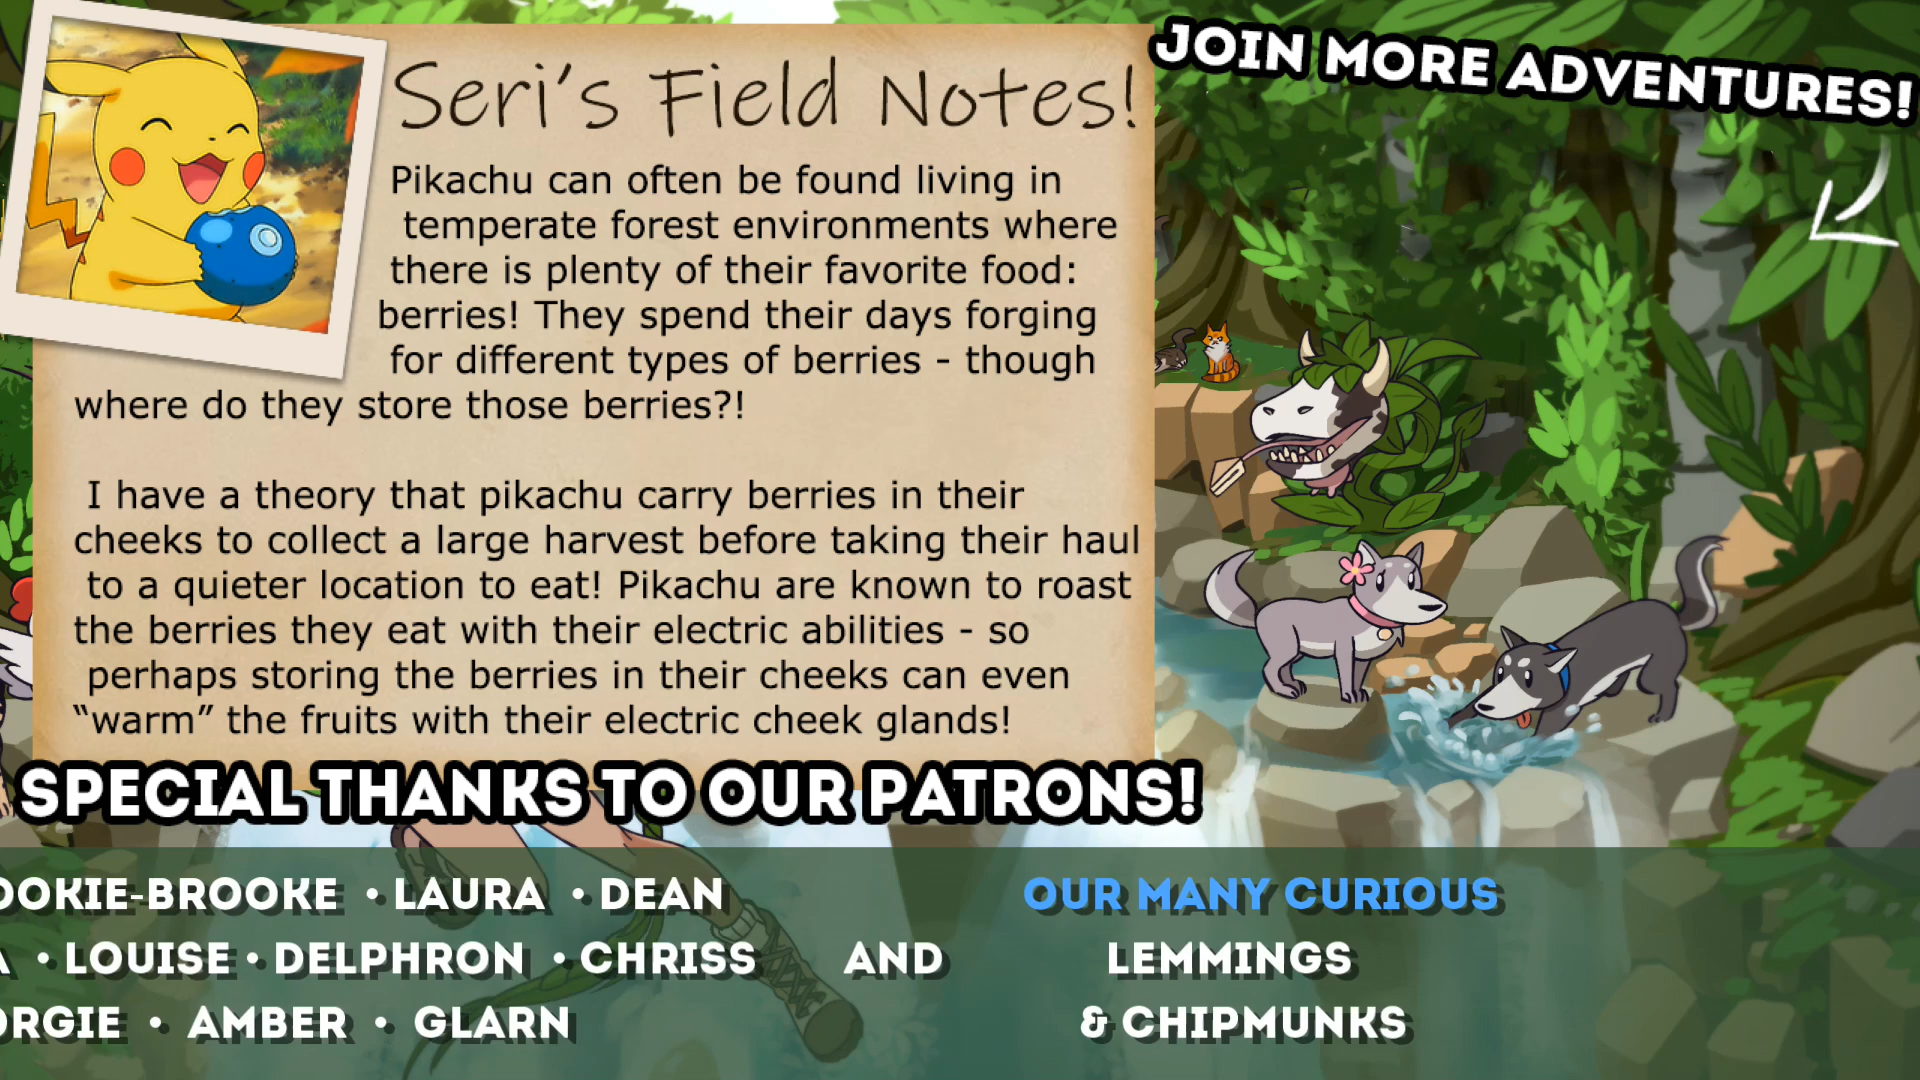 Seri's Field Notes!
JOIN MORE ADVENTURES!
Pikachu can often be found living in
temperate forest environments where
there is plenty of their favorite food:
berries! They spend their days forging
for different types of berries - though
where do they store those berries?!
I have a theory that pikachu carry berries in their
cheeks to collect a large harvest before taking their haul
to a quieter location to eat! Pikachu are known to roast
the berries they eat with their electric abilities - so
perhaps storing the berries in their cheeks can even
“warm” the fruits with their electric cheek glands!
SPECIAL THANKS TO OUR PATRONS!
OOKIE-BROOKE • LAURA • DEAN
A • LOUISE • DELPHRON • CHRISS
ORGIE • AMBER • GLARN
AND
OUR MANY CURIOUS
LEMMINGS
& CHIPMUNKS